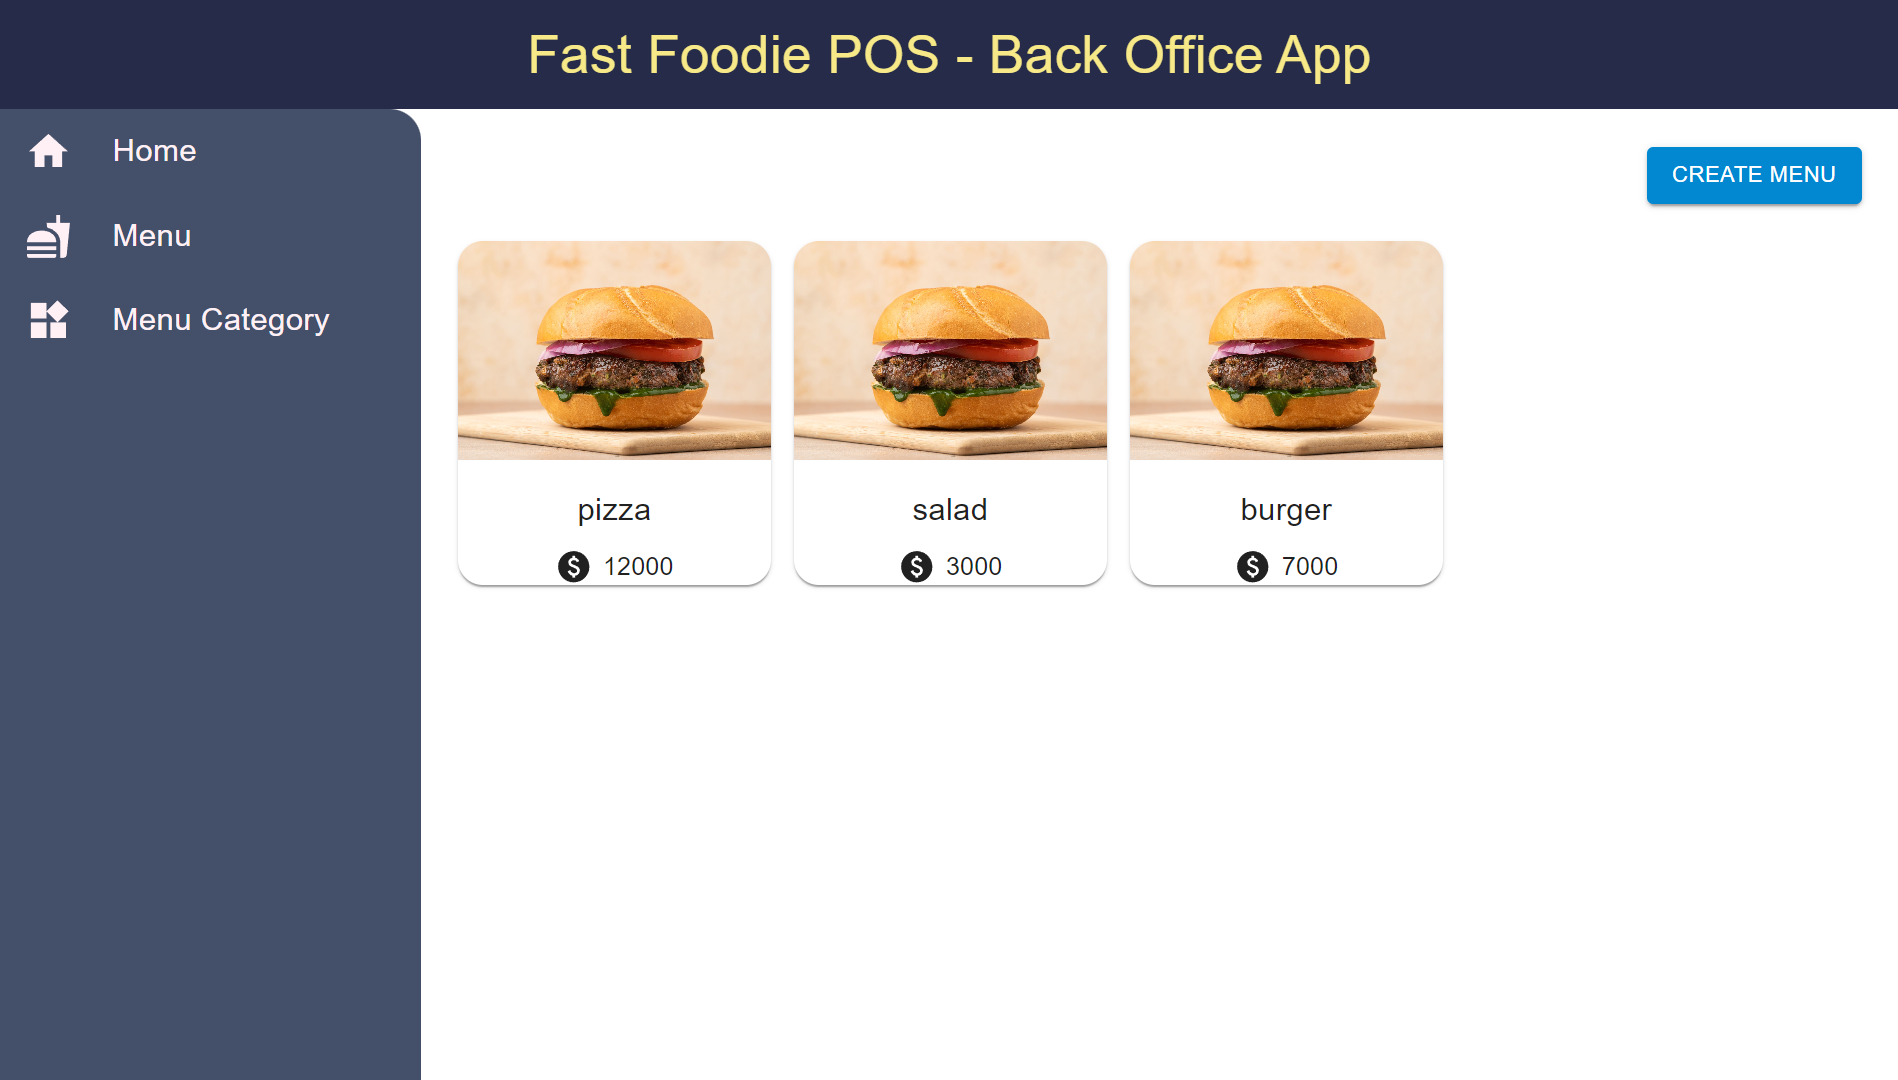 Fast Foodie POS - Back Office App
Home
Menu
Menu Category
CREATE MENU
pizza
$ 12000
salad
$ 3000
burger
$ 7000